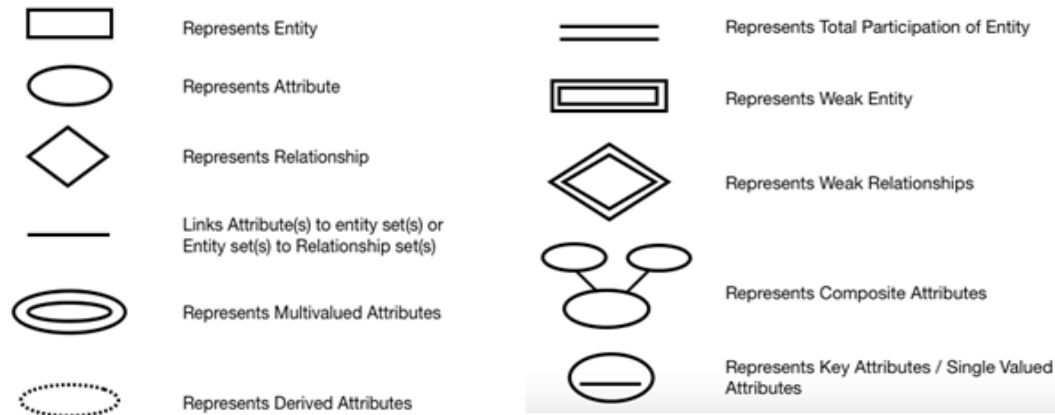 Represents Entity
Represents Attribute
Represents Relationship
Links Attribute(s) to entity set(s) or
Entity set(s) to Relationship set(s)
Represents Multivalued Attributes
Represents Derived Attributes
Represents Total Participation of Entity
Represents Weak Entity
Represents Weak Relationships
Represents Composite Attributes
Represents Key Attributes / Single Valued
Attributes